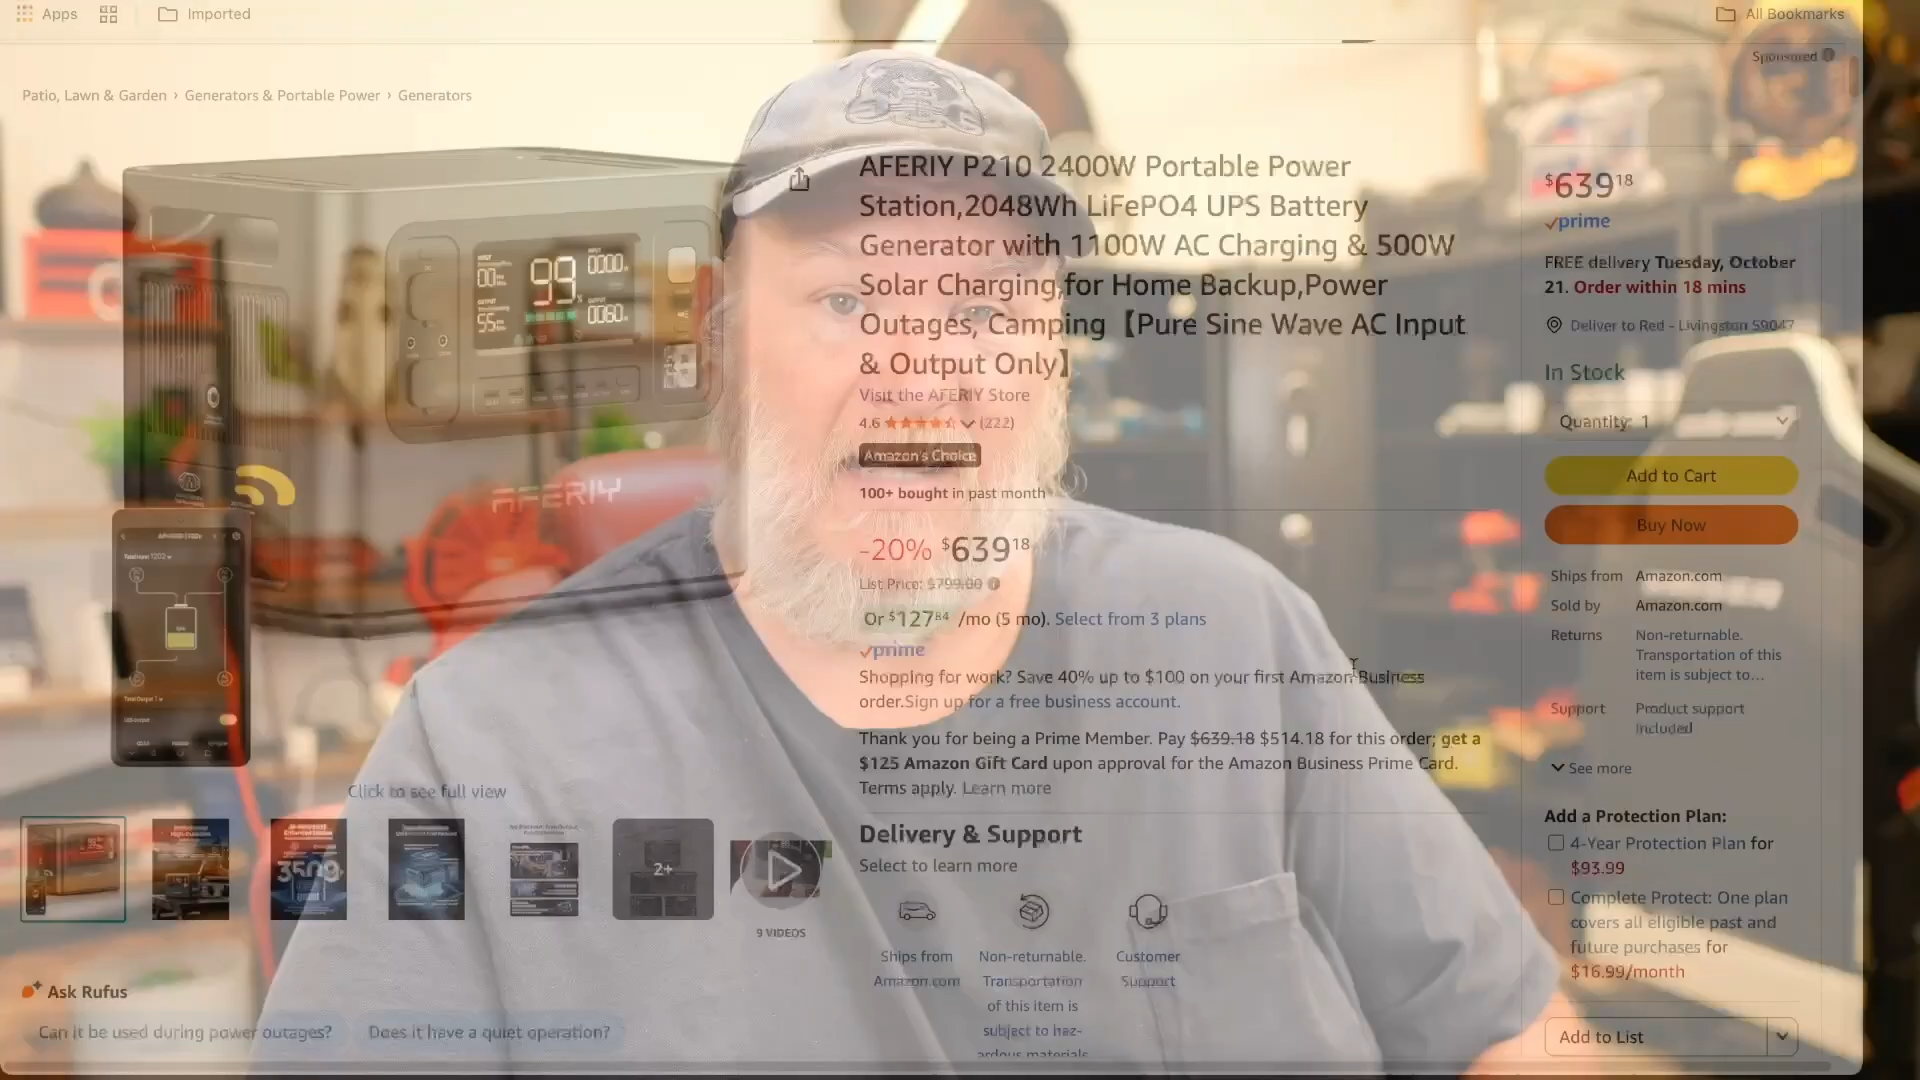 Apps
Imported
All Bookmarks
Sponsored
Patio, Lawn & Garden › Generators & Portable Power › Generators
AFERIY P210 2400W Portable Power
Station,2048Wh LiFePO4 UPS Battery
Generator with 1100W AC Charging & 500W
Solar Charging,for Home Backup,Power
Outages, Camping【Pure Sine Wave AC Input
& Output Only】
Visit the AFERIY Store
4.6 (222)
Amazon's Choice
100+ bought in past month
-20% $639.18
List Price: $799.00
Or $127.84 /mo (5 mo). Select from 3 plans
prime
Shopping for work? Save 40% up to $100 on your first Amazon Business
order.Sign up for a free business account.
Thank you for being a Prime Member. Pay $639.18 $514.18 for this order; get a
$125 Amazon Gift Card upon approval for the Amazon Business Prime Card.
Terms apply. Learn more
Delivery & Support
Select to learn more
Ships from
Amazon.com
Non-returnable.
Transportation
of this item is
subject to haz-
ardous materials
Customer
Support
99
AFERIY
Click to see full view
350
2+
9 VIDEOS
Ask Rufus
Can it be used during power outages?
Does it have a quiet operation?
$639.18
prime
FREE delivery Tuesday, October
21. Order within 18 mins
Deliver to Red - Livingston 59047
In Stock
Quantity: 1
Add to Cart
Buy Now
Ships from Amazon.com
Sold by Amazon.com
Returns Non-returnable.
Transportation of this
item is subject to...
Support Product support
included
See more
Add a Protection Plan:
4-Year Protection Plan for
$93.99
Complete Protect: One plan
covers all eligible past and
future purchases for
$16.99/month
Add to List